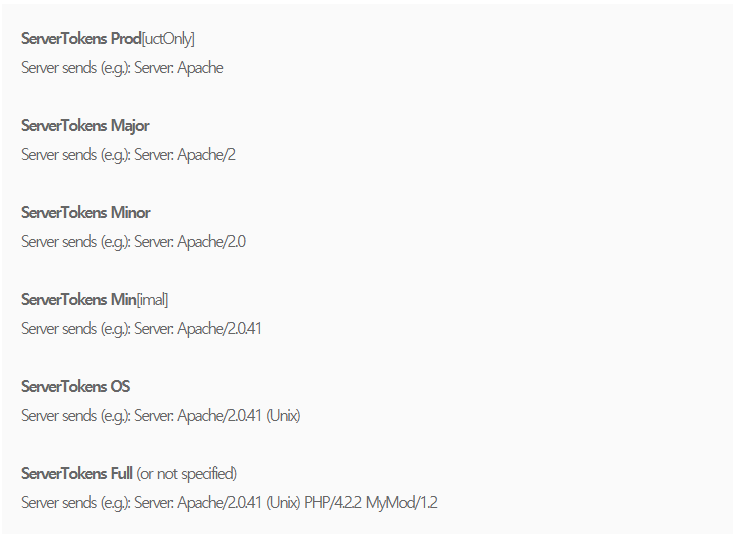 ServerTokens Prod[uctOnly]
Server sends (e.g.): Server: Apache
ServerTokens Major
Server sends (e.g.): Server: Apache/2
ServerTokens Minor
Server sends (e.g.): Server: Apache/2.0
ServerTokens Min[imal]
Server sends (e.g.): Server: Apache/2.0.41
ServerTokens OS
Server sends (e.g.): Server: Apache/2.0.41 (Unix)
ServerTokens Full (or not specified)
Server sends (e.g.): Server: Apache/2.0.41 (Unix) PHP/4.2.2 MyMod/1.2